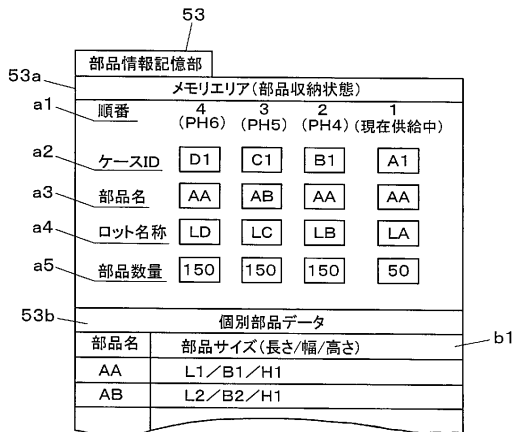 53
部品情報記憶部
53a
メモリエリア(部品収納状態)
a1 順番 4 3 2 1
(PH6) (PH5) (PH4) (現在供給中)
a2 ケースID D1 C1 B1 A1
a3 部品名 AA AB AA AA
a4 ロット名称 LD LC LB LA
a5 部品数量 150 150 150 50
53b 個別部品データ
部品名 部品サイズ(長さ/幅/高さ) b1
AA L1/B1/H1
AB L2/B2/H1